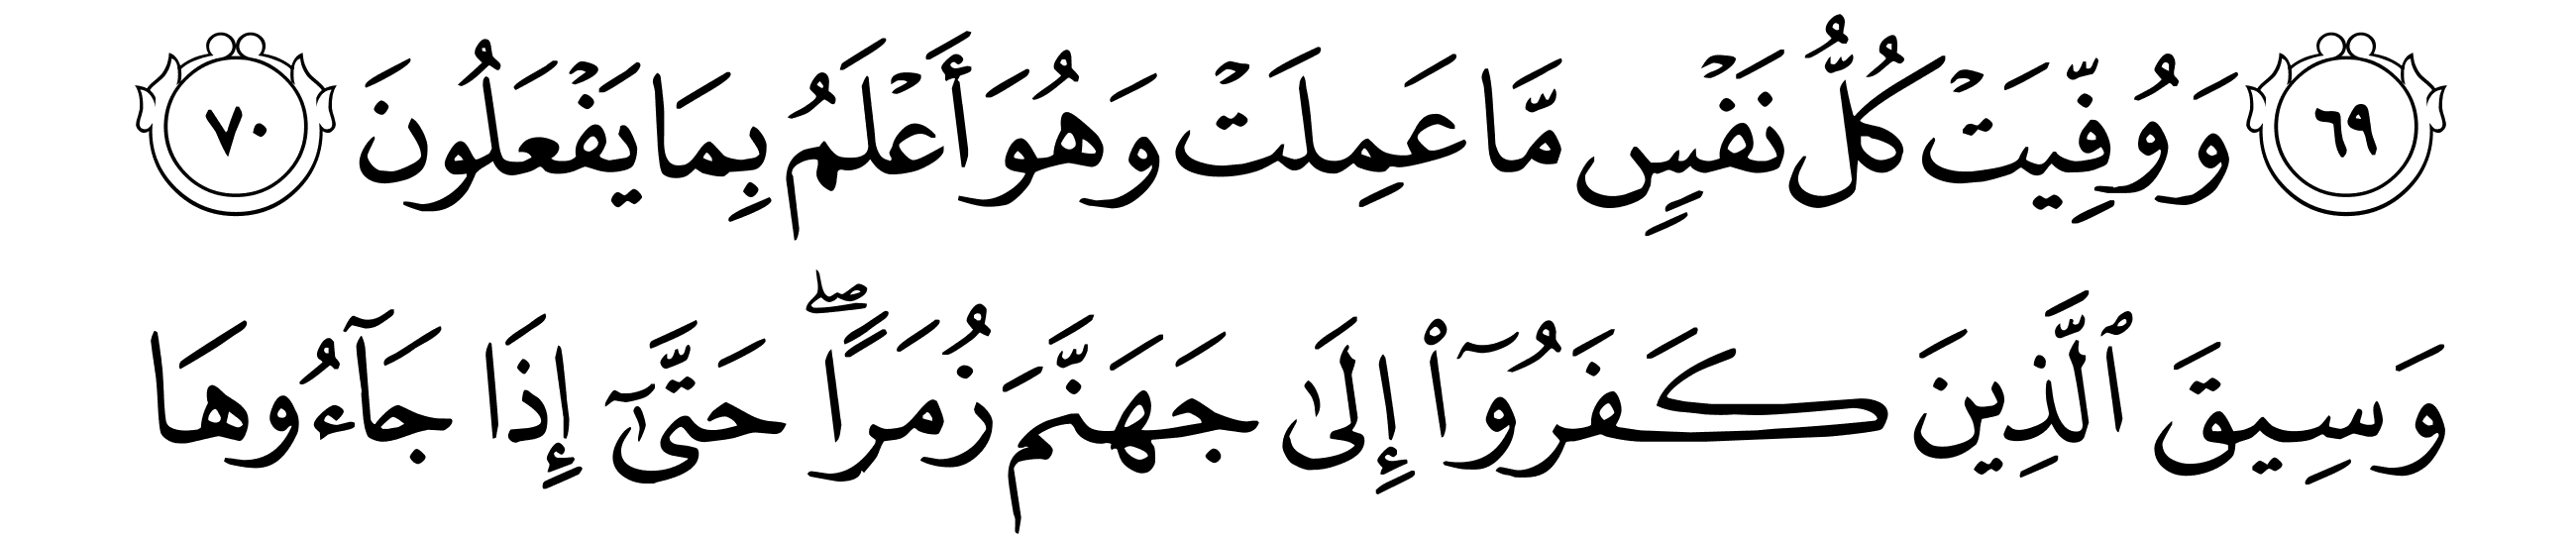 ٦٩ وَوُفِّيَتۡ كُلُّ نَفۡسٖ مَّا عَمِلَتۡ وَهُوَ أَعۡلَمُ بِمَا يَفۡعَلُونَ ٧٠
وَسِيقَ ٱلَّذِينَ كَفَرُوٓاْ إِلَىٰ جَهَنَّمَ زُمَرًاۖ حَتَّىٰٓ إِذَا جَآءُوهَا